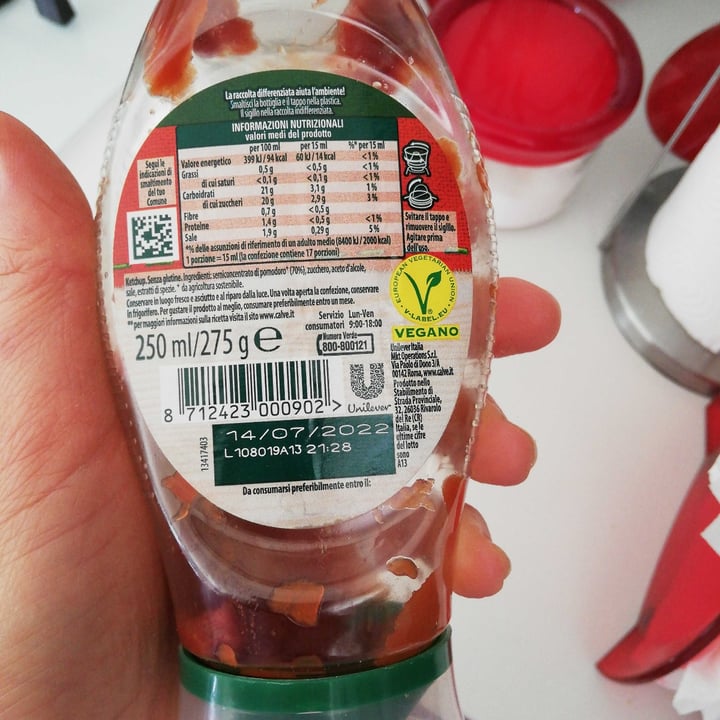 La raccolta differenziata aiuta l'ambiente!
Smaltisci la bottiglia e il tappo nella plastica.
Il sigillo nella raccolta indifferenziata.
INFORMAZIONI NUTRIZIONALI
valori medi del prodotto
per 100 ml per 15 ml %* per 15 ml
Valore energetico 399 kJ / 94 kcal 60 kJ / 14 kcal <1%
Grassi 0,5 g <0,5 g <1%
di cui saturi <0,1 g <0,1 g <1%
Carboidrati 21 g 3,1 g 1%
di cui zuccheri 20 g 2,9 g 3%
Fibre 0,7 g <0,5 g
Proteine 1,4 g <0,5 g <1%
Sale 1,9 g 0,29 g 5%
*% delle assunzioni di riferimento di un adulto medio (8400 kJ / 2000 kcal)
1 porzione = 15 ml (la confezione contiene 17 porzioni)
Segui le
indicazioni di
smaltimento
del tuo
Comune
Svitare il tappo e
rimuovere il sigillo.
Agitare prima
dell'uso.
Ketchup. Senza glutine. Ingredienti: semiconcentrato di pomodoro* (70%), zucchero, aceto d'alcole,
sale, estratti di spezie. * da agricoltura sostenibile.
Conservare in luogo fresco e asciutto e al riparo dalla luce. Una volta aperta la confezione, conservare
in frigorifero. Per gustare il prodotto al meglio, consumare preferibilmente entro un mese.
**per maggiori informazioni sulla ricetta visita il sito www.calve.it
250 ml/275 g e
Servizio Lun-Ven
consumatori 9:00-18:00
Numero Verde
800-800121
EUROPEAN VEGETARIAN UNION
V-LABEL.EU
VEGANO
Unilever Italia
Mkt Operations S.r.l.
Via Paolo di Dono 3/A
00142 Roma, www.calve.it
Prodotto nello
Stabilimento di
Strada Provinciale,
32, 26036 Rivarolo
del Re (CR)
Italia, se le
ultime cifre
del lotto
sono
A13
8 712423 000902 >
Unilever
13417403
14/07/2022
L108019A13 21:28
Da consumarsi preferibilmente entro il: